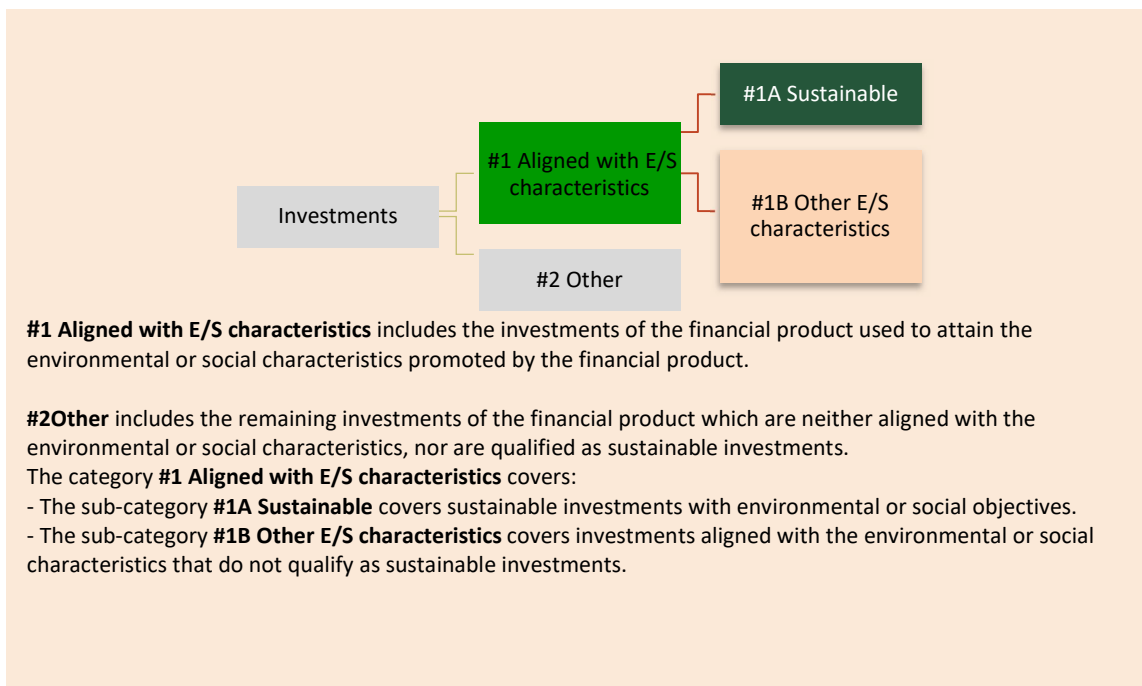 #1A Sustainable
#1 Aligned with E/S
characteristics
#1B Other E/S
characteristics
Investments
#2 Other
#1 Aligned with E/S characteristics includes the investments of the financial product used to attain the
environmental or social characteristics promoted by the financial product.
#2Other includes the remaining investments of the financial product which are neither aligned with the
environmental or social characteristics, nor are qualified as sustainable investments.
The category #1 Aligned with E/S characteristics covers:
- The sub-category #1A Sustainable covers sustainable investments with environmental or social objectives.
- The sub-category #1B Other E/S characteristics covers investments aligned with the environmental or social
characteristics that do not qualify as sustainable investments.